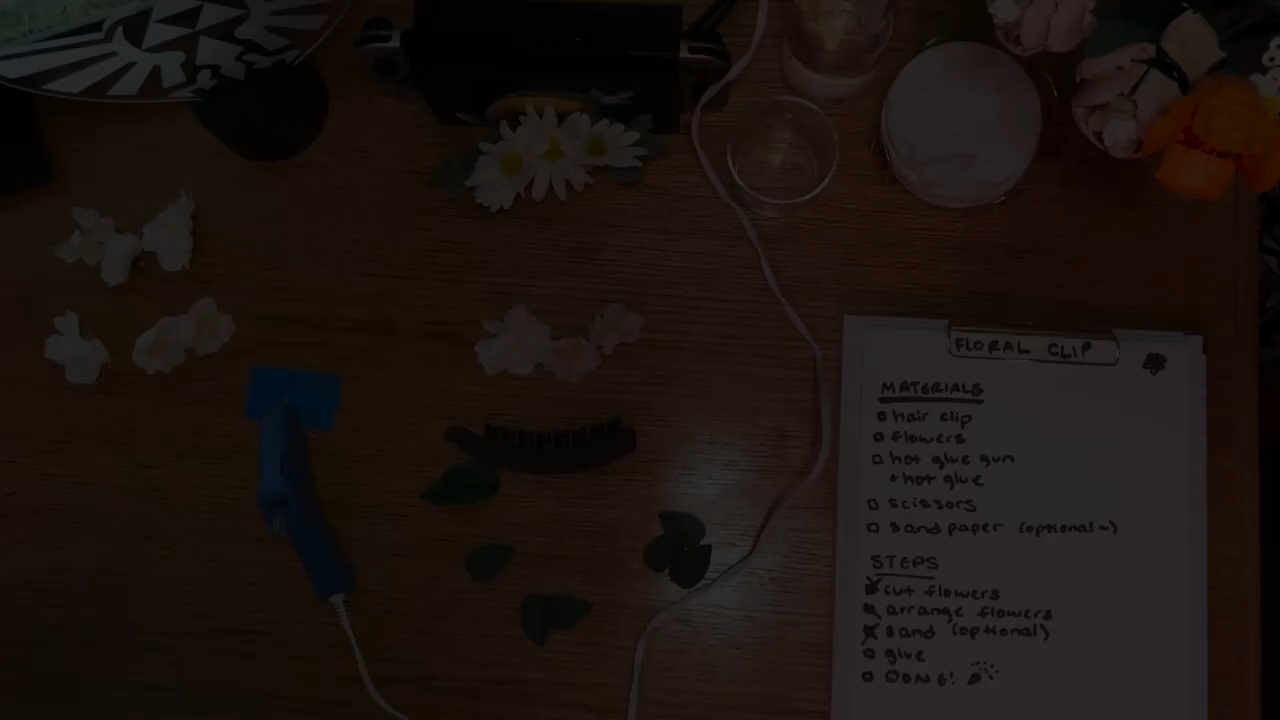 FLORAL CLIP
MATERIALS
hair clip
flowers
hot glue gun
+ hot glue
scissors
sand paper (optional~)
STEPS
cut flowers
arrange flowers
sand (optional)
glue
DONE!